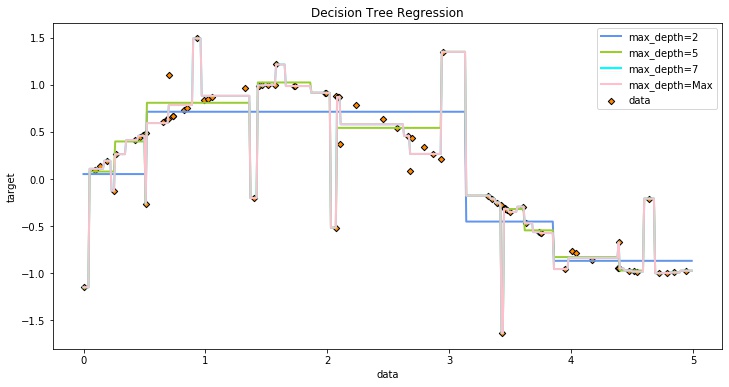 Decision Tree Regression
max_depth=2
max_depth=5
max_depth=7
max_depth=Max
data
target
1.5
1.0
0.5
0.0
−0.5
−1.0
−1.5
0 1 2 3 4 5
data